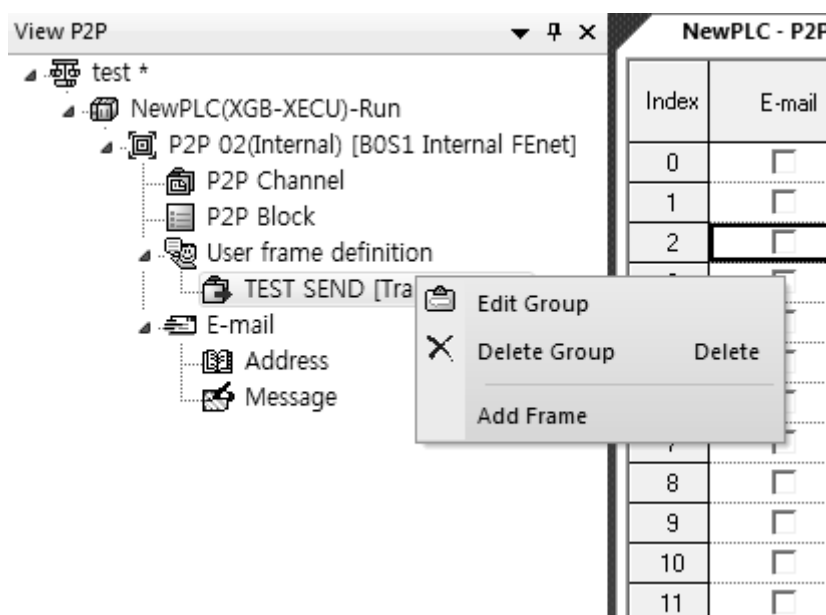 View P2P
NewPLC - P2P
test *
NewPLC(XGB-XECU)-Run
P2P 02(Internal) [B0S1 Internal FEnet]
P2P Channel
P2P Block
User frame definition
TEST SEND [Tra
E-mail
Address
Message
Edit Group
Delete Group Delete
Add Frame
Index E-mail
0
1
2
7
8
9
10
11